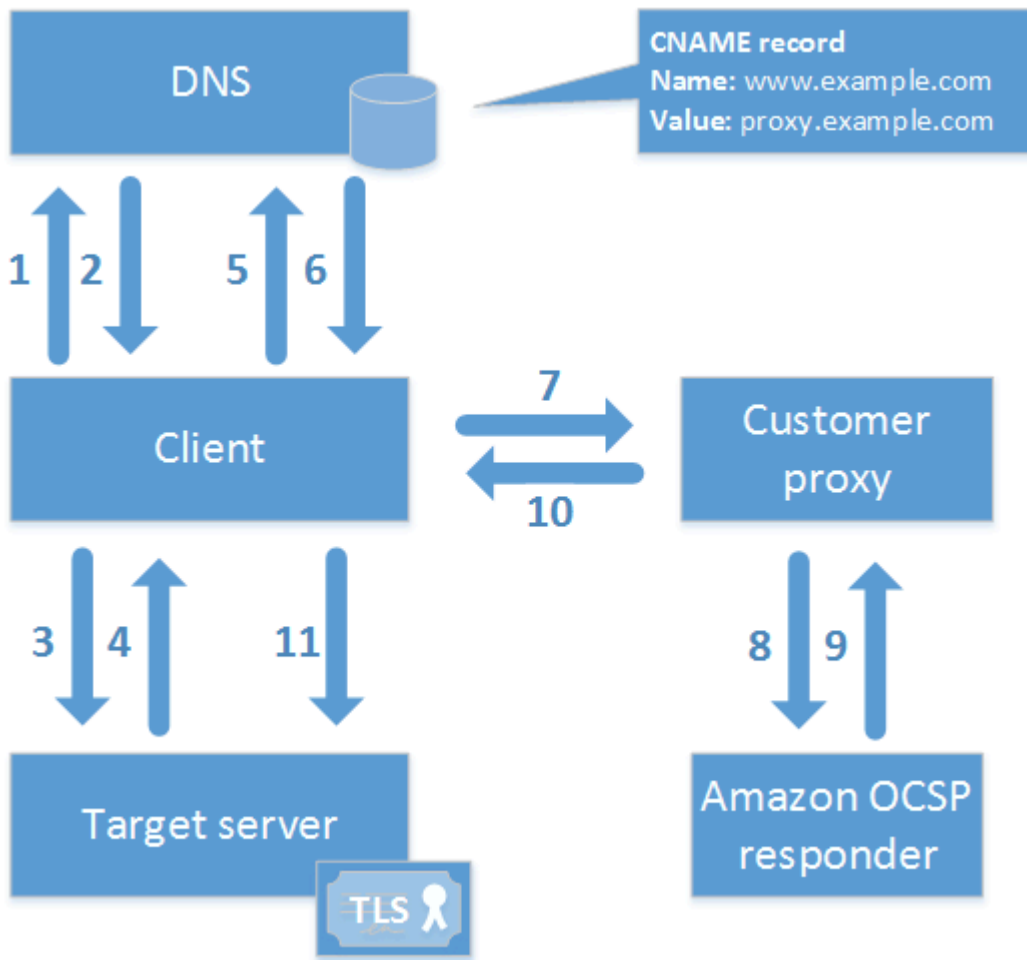 DNS
CNAME record
Name: www.example.com
Value: proxy.example.com
1
2
5
6
Client
7
10
Customer
proxy
3
4
11
8
9
Target server
TLS
Amazon OCSP
responder